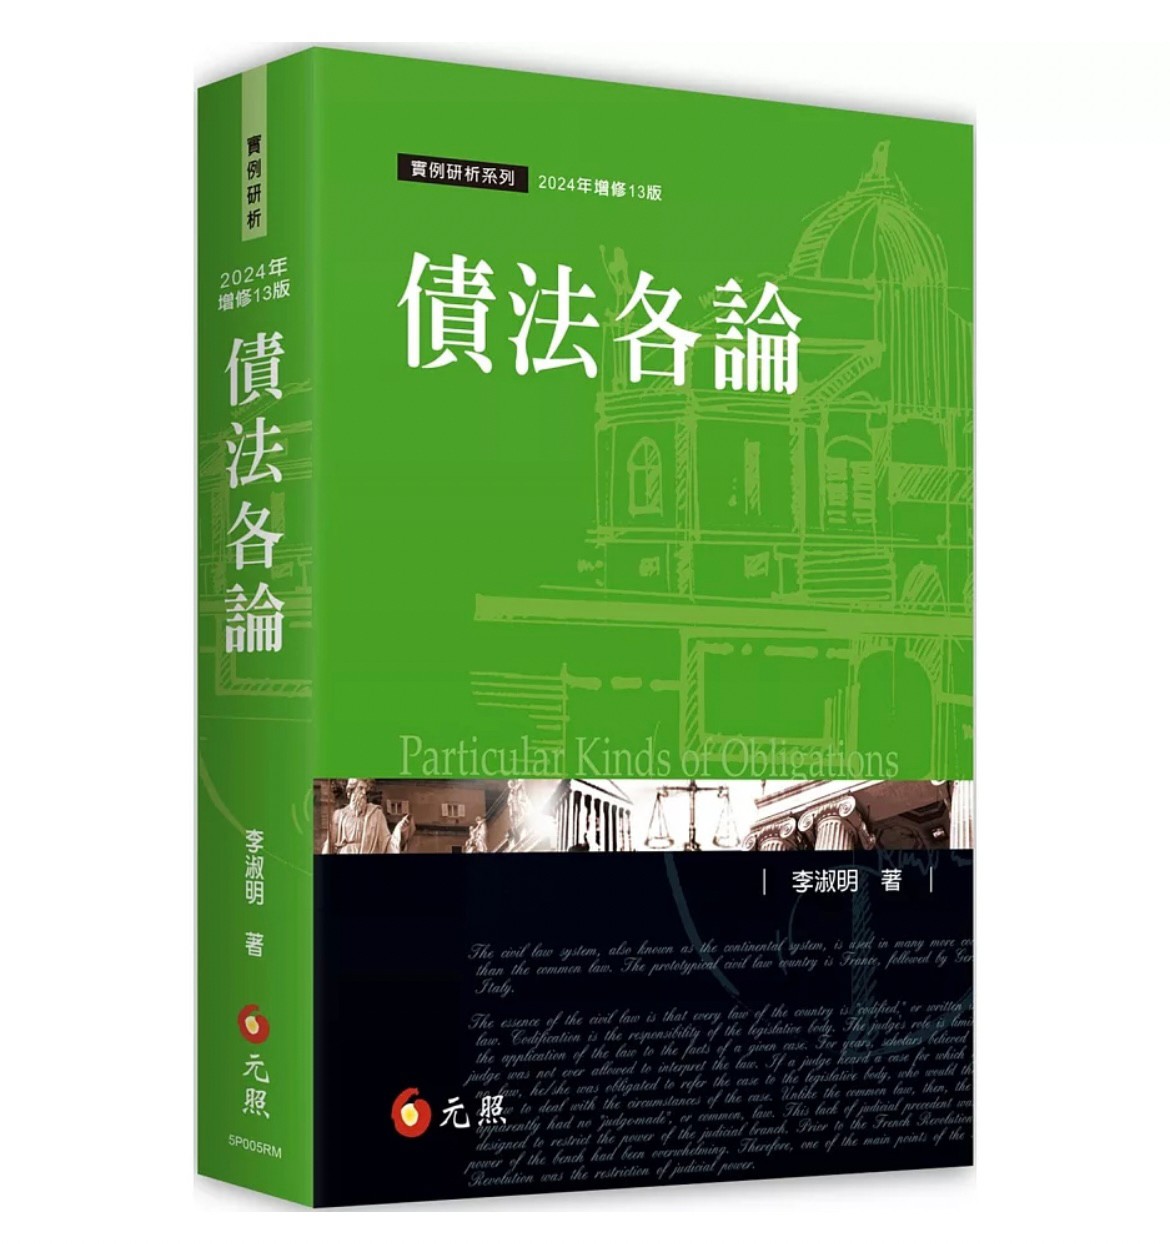 實例研析
2024年
增修13版
債法各論
李淑明 著
元照
5P005RM
實例研析系列 2024年增修13版
債法各論
Particular Kinds of Obligations
李淑明 著
The civil law system, also known as the continental system, is used in many more
than the common law. The prototypical civil law country is France, followed by
Italy.
The essence of the civil law is that every law of the country is "codified," or written
law. Codification is the responsibility of the legislative body. The judge's role is
the application of the law to the facts of a given case. For years, scholars believed
judge was not ever allowed to interpret the law. If a judge heard a case for which
no law, he/she was obligated to refer the case to the legislative body, who would
to deal with the circumstances of the case. Unlike the common law, then, the
apparently had no "judge-made", or common, law. This lack of judicial precedent
designed to restrict the power of the judicial branch. Prior to the French Revolution
power of the bench had been overwhelming. Therefore, one of the main points of the
Revolution was the restriction of judicial power.
元照